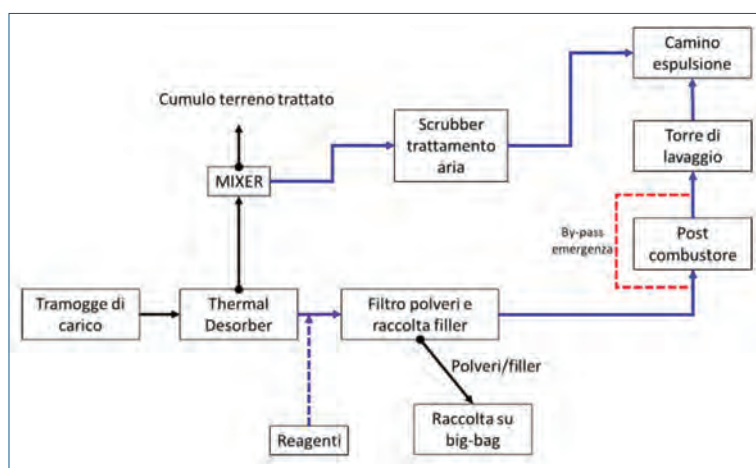 Camino
espulsione
Cumulo terreno trattato
Scrubber
trattamento
aria
Torre di
lavaggio
MIXER
By-pass
emergenza
Post
combustore
Tramogge di
carico
Thermal
Desorber
Filtro polveri e
raccolta filler
Polveri/filler
Reagenti
Raccolta su
big-bag